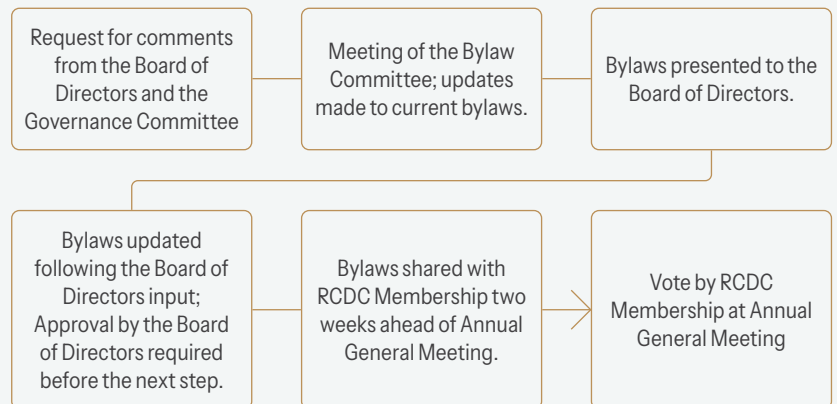 Request for comments
from the Board of
Directors and the
Governance Committee
Meeting of the Bylaw
Committee; updates
made to current bylaws.
Bylaws presented to the
Board of Directors.
Bylaws updated
following the Board of
Directors input;
Approval by the Board
of Directors required
before the next step.
Bylaws shared with
RCDC Membership two
weeks ahead of Annual
General Meeting.
Vote by RCDC
Membership at Annual
General Meeting